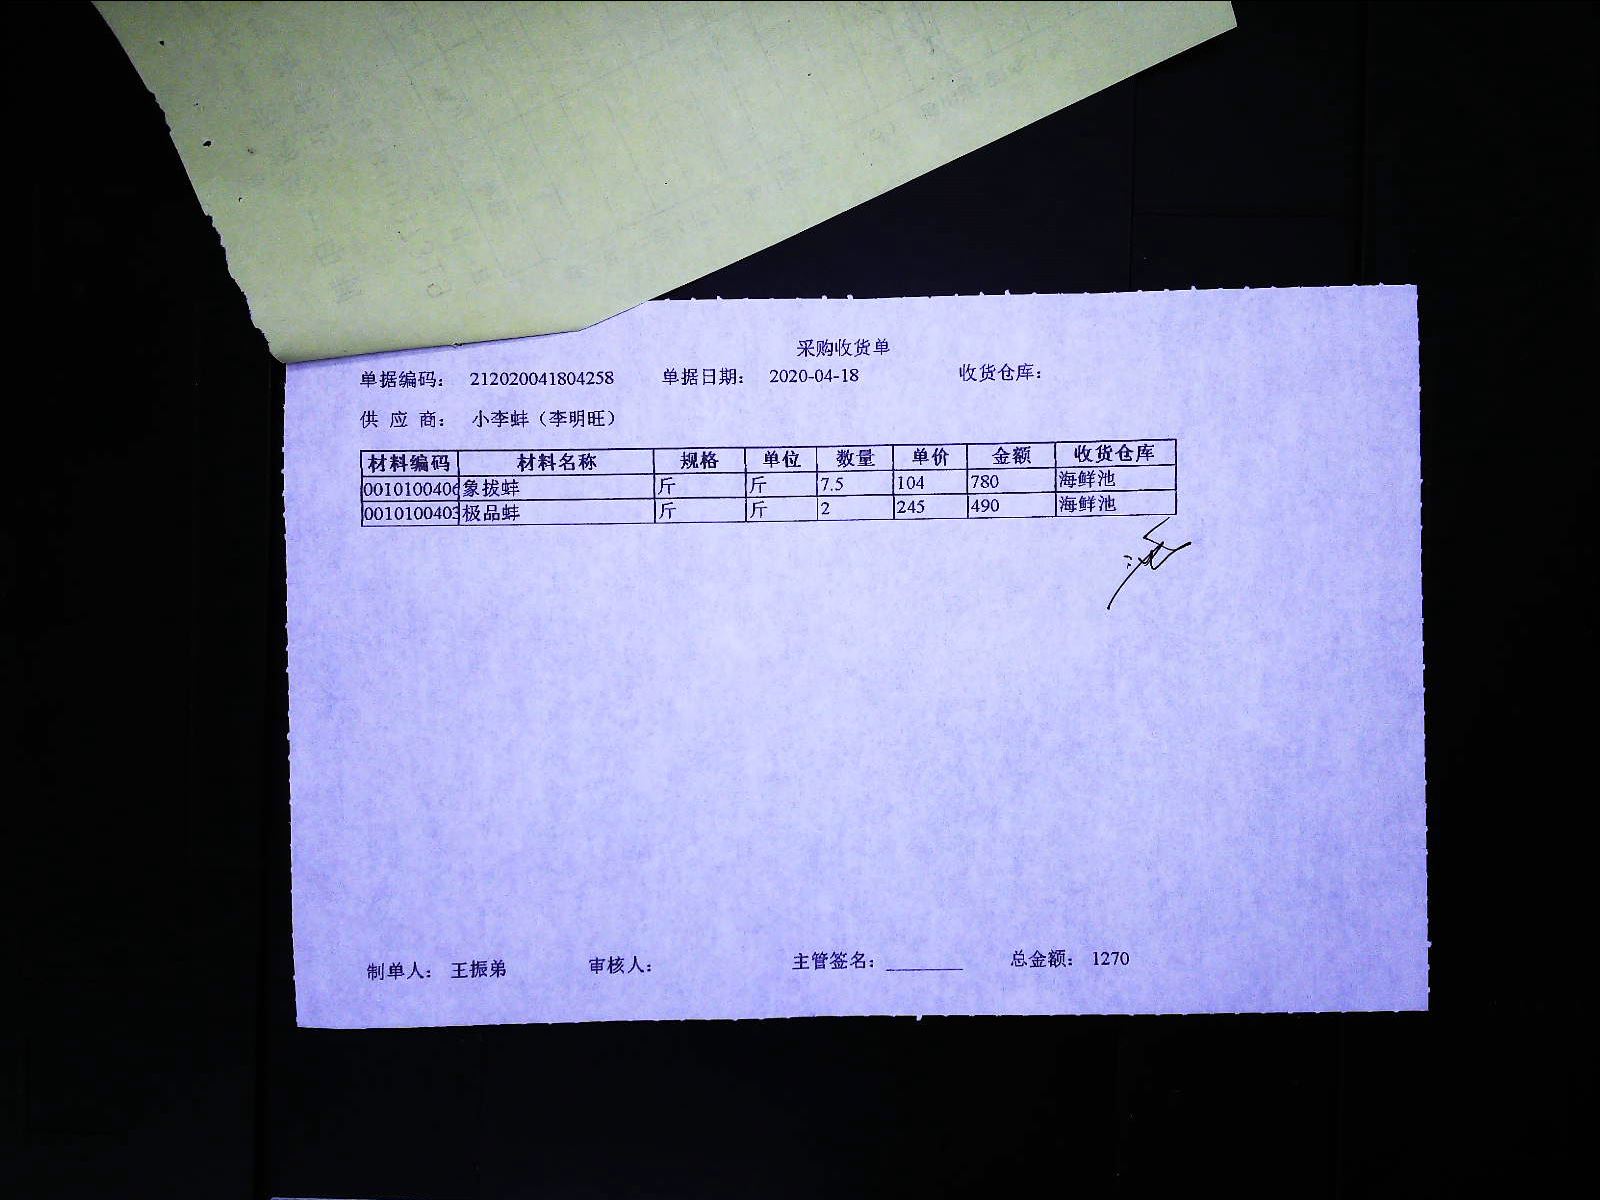 采购收货单
单据编码： 212020041804258 单据日期： 2020-04-18 收货仓库：
供 应 商： 小李蚌（李明旺）
材料编码 材料名称 规格 单位 数量 单价 金额 收货仓库
0010100406 象拔蚌 斤 斤 7.5 104 780 海鲜池
0010100403 极品蚌 斤 斤 2 245 490 海鲜池
制单人： 王振弟 审核人： 主管签名：________ 总金额： 1270